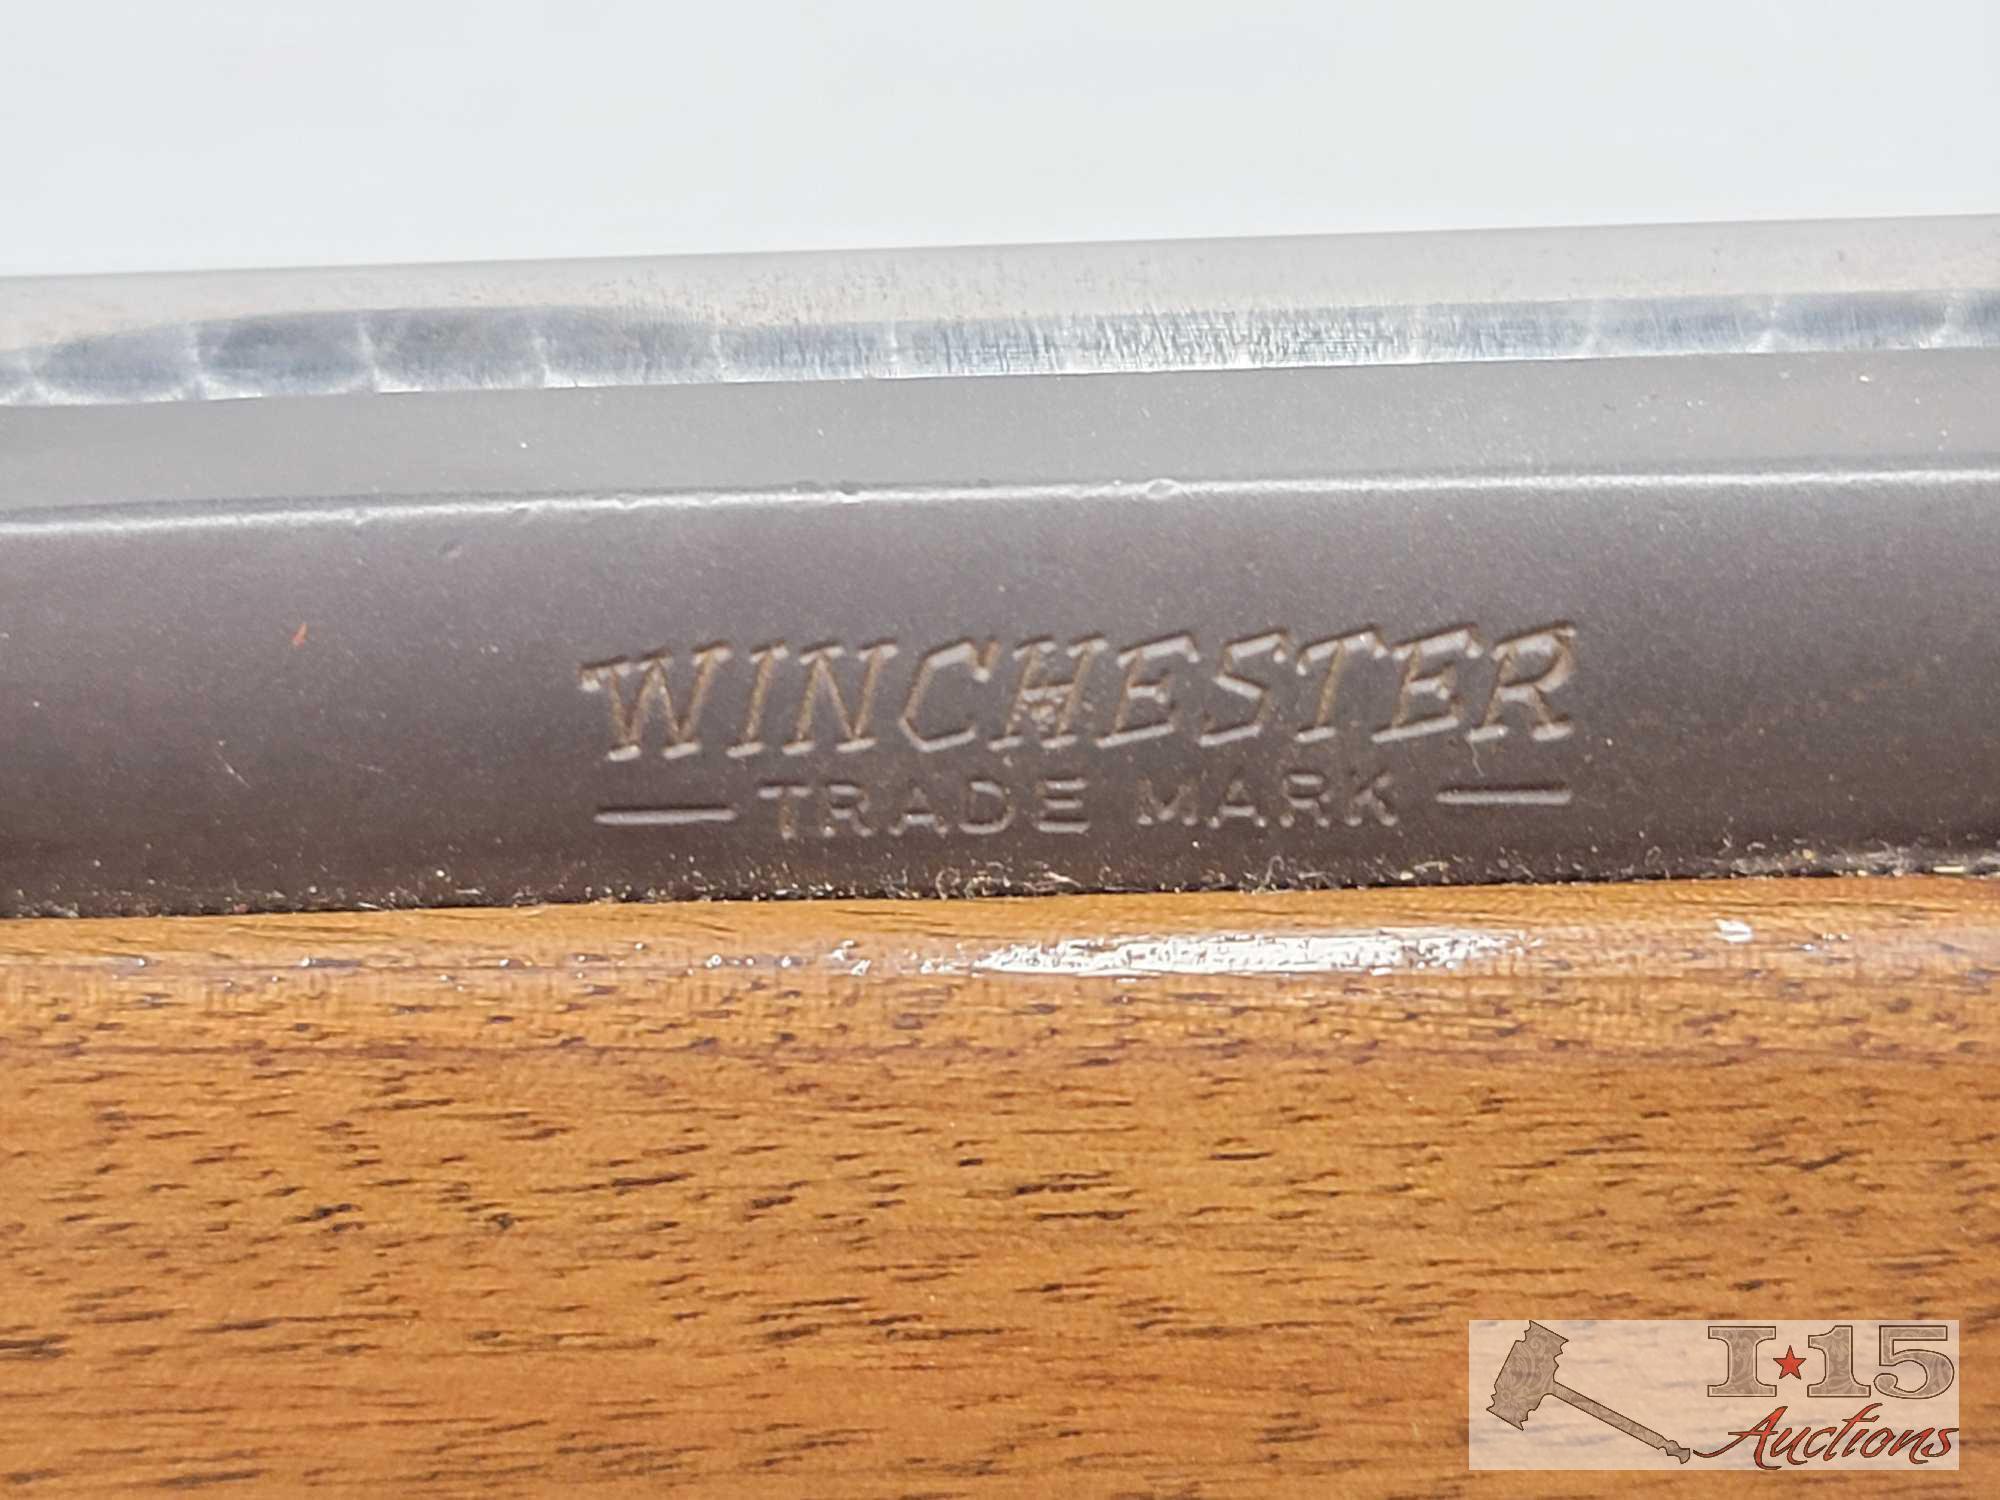 WINCHESTER
— TRADE MARK —
I★15
Auctions